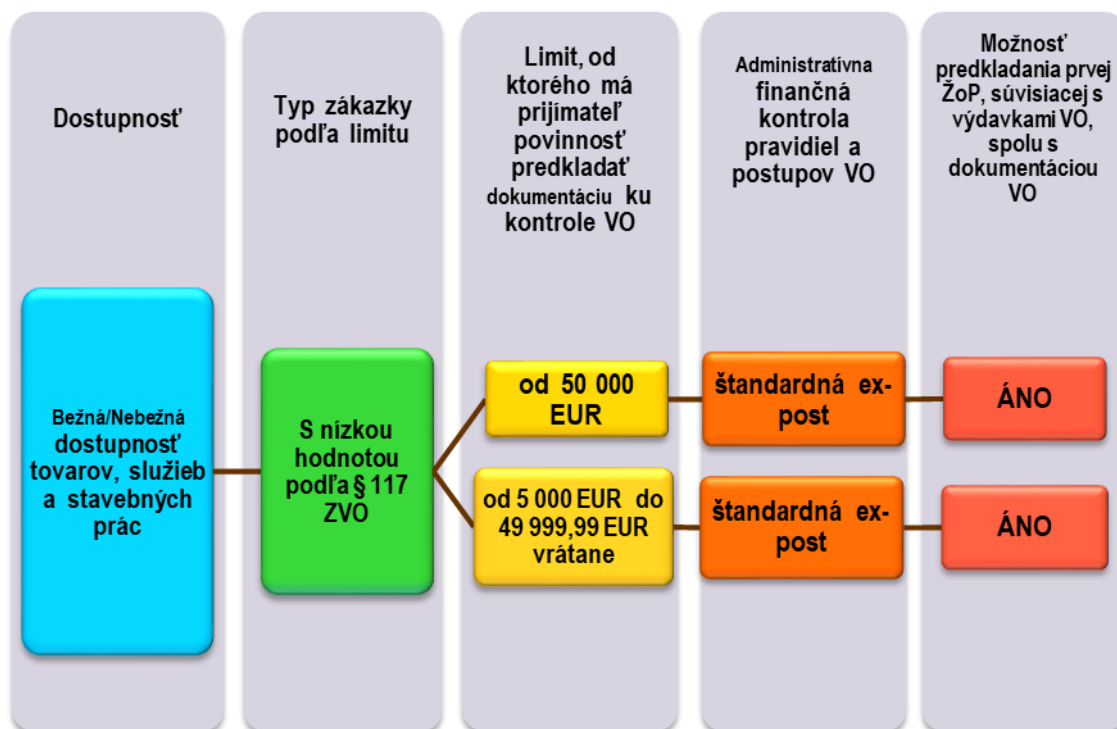 Dostupnosť
Typ zákazky
podľa limitu
Limit, od
ktorého má
prijímateľ
povinnosť
predkladať
dokumentáciu ku
kontrole VO
Administratívna
finančná
kontrola
pravidiel a
postupov VO
Možnosť
predkladania prvej
ŽoP, súvisiacej s
výdavkami VO,
spolu s
dokumentáciou
VO
Bežná/Nebežná
dostupnosť
tovarov, služieb
a stavebných
prác
S nízkou
hodnotou
podľa § 117
ZVO
od 50 000
EUR
štandardná ex-
post
ÁNO
od 5 000 EUR do
49 999,99 EUR
vrátane
štandardná ex-
post
ÁNO